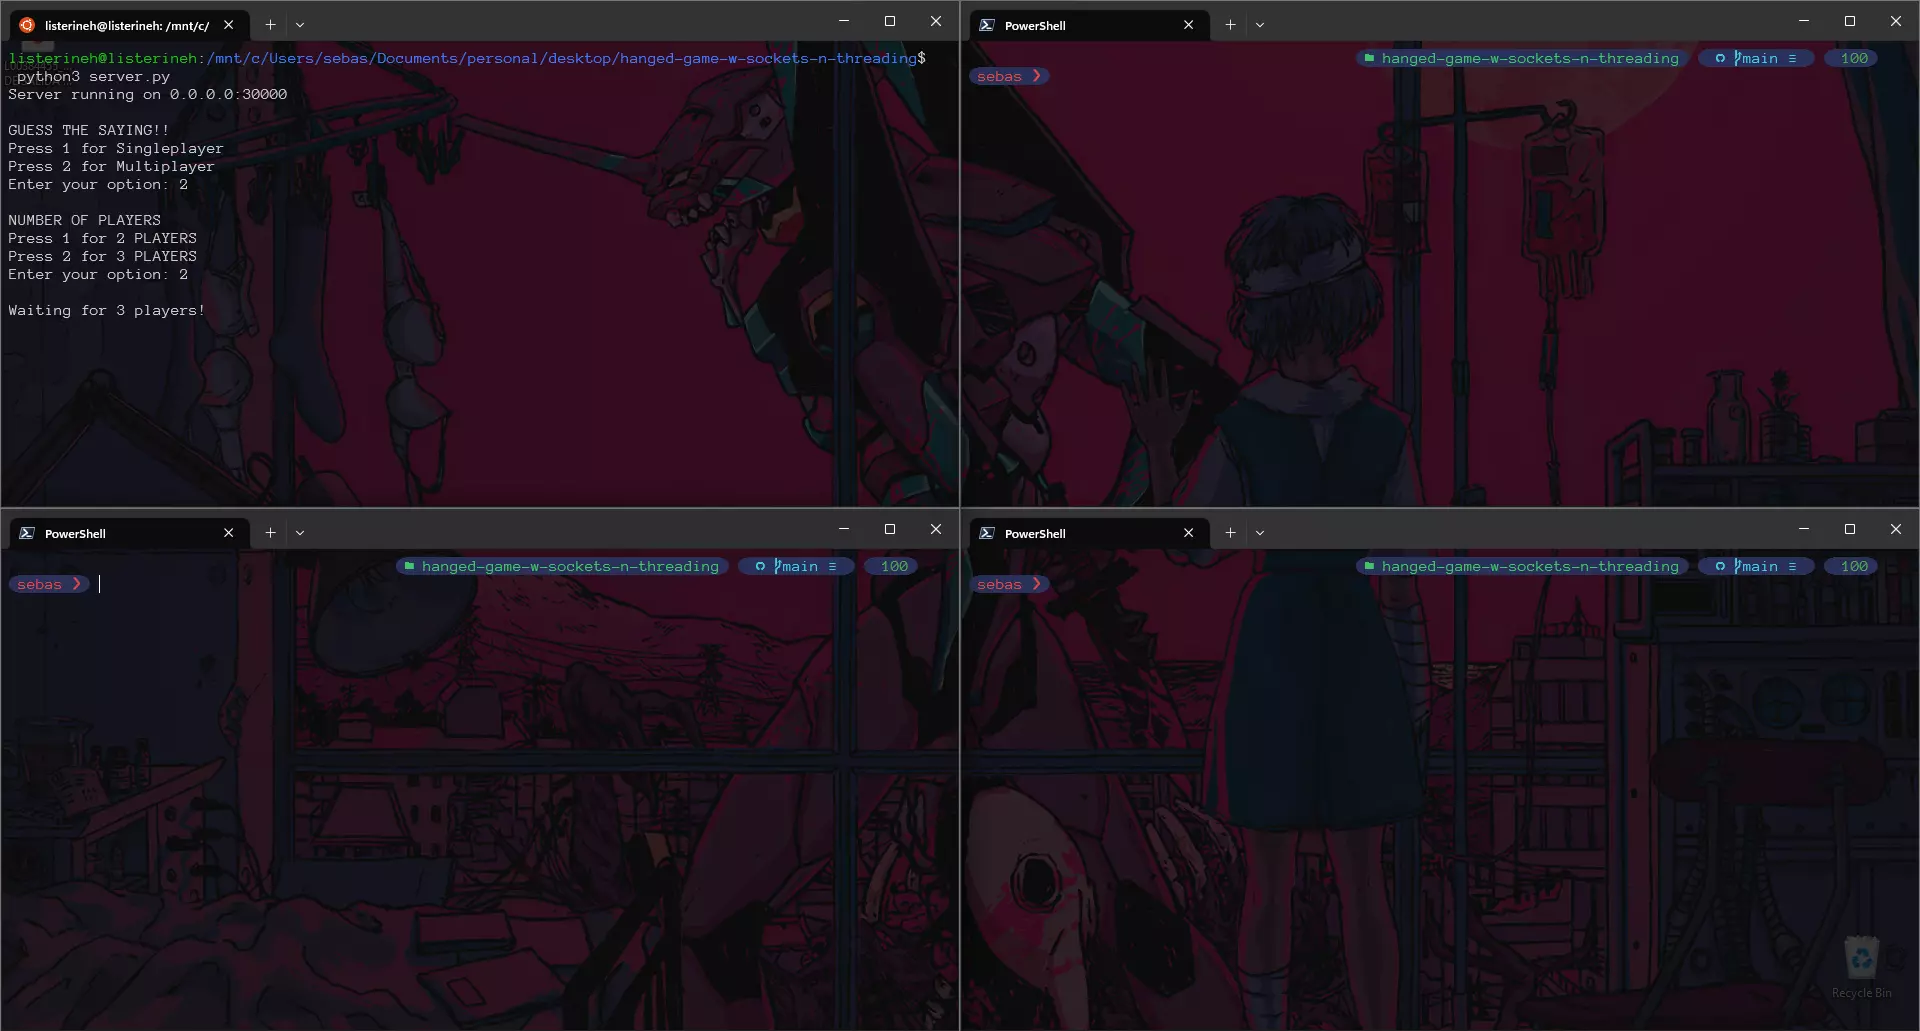 listerineh@listerineh: /mnt/c/
listerineh@listerineh:/mnt/c/Users/sebas/Documents/personal/desktop/hanged-game-w-sockets-n-threading$
python3 server.py
Server running on 0.0.0.0:30000
GUESS THE SAYING!!
Press 1 for Singleplayer
Press 2 for Multiplayer
Enter your option: 2
NUMBER OF PLAYERS
Press 1 for 2 PLAYERS
Press 2 for 3 PLAYERS
Enter your option: 2
Waiting for 3 players!
PowerShell
hanged-game-w-sockets-n-threading main ≡ 100
sebas ❯
PowerShell
hanged-game-w-sockets-n-threading main ≡ 100
sebas ❯
PowerShell
hanged-game-w-sockets-n-threading main ≡ 100
sebas ❯
Recycle Bin